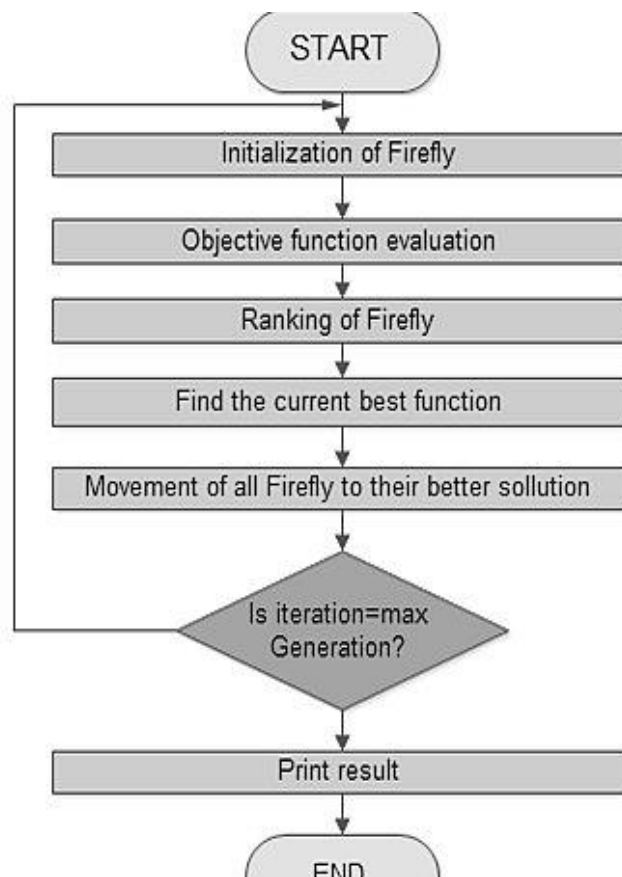 START
Initialization of Firefly
Objective function evaluation
Ranking of Firefly
Find the current best function
Movement of all Firefly to their better sollution
Is iteration=max
Generation?
Print result
END